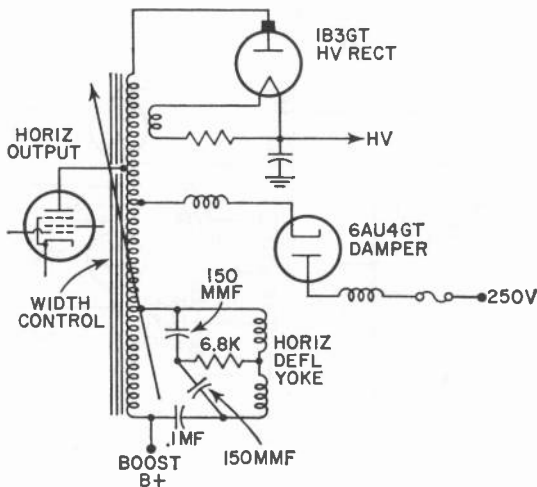 1B3GT
HV RECT
HORIZ
OUTPUT
HV
6AU4GT
DAMPER
150
MMF
WIDTH
CONTROL
250V
6.8K
HORIZ
DEFL
YOKE
.1MF
150MMF
BOOST
B+